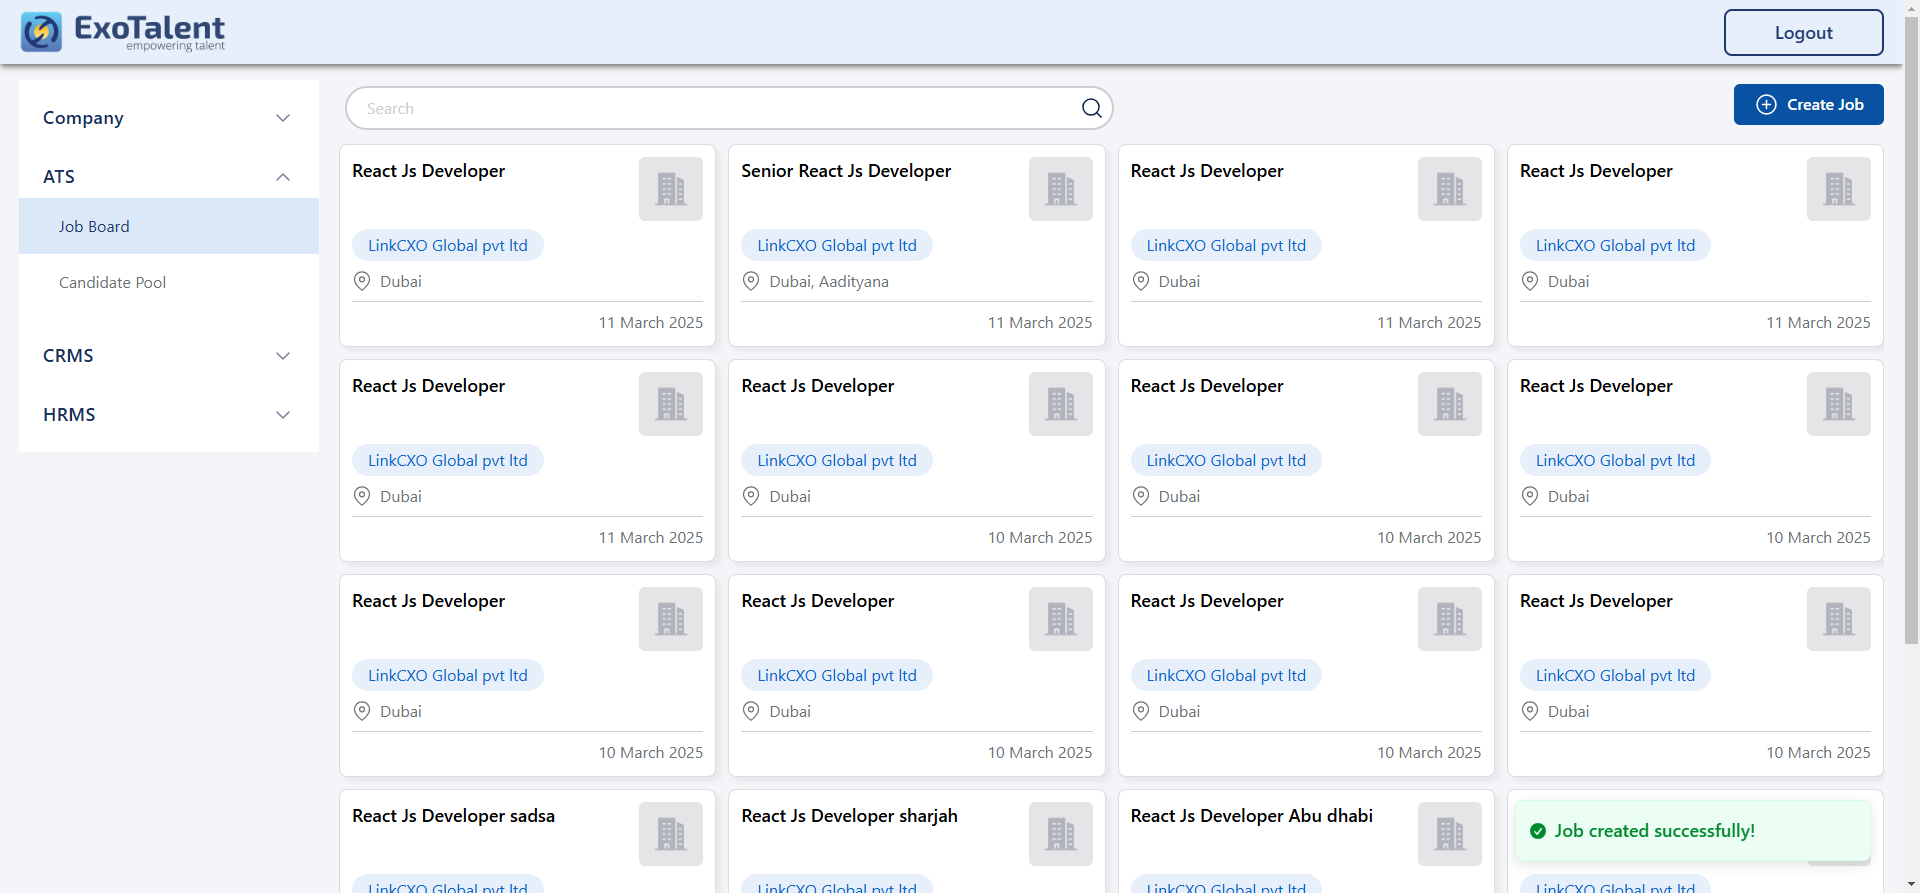 ExoTalent
empowering talent
Logout
Company
ATS
Job Board
Candidate Pool
CRMS
HRMS
Search
Create Job
React Js Developer
LinkCXO Global pvt ltd
Dubai
11 March 2025
Senior React Js Developer
LinkCXO Global pvt ltd
Dubai, Aadityana
11 March 2025
React Js Developer
LinkCXO Global pvt ltd
Dubai
11 March 2025
React Js Developer
LinkCXO Global pvt ltd
Dubai
11 March 2025
React Js Developer
LinkCXO Global pvt ltd
Dubai
11 March 2025
React Js Developer
LinkCXO Global pvt ltd
Dubai
10 March 2025
React Js Developer
LinkCXO Global pvt ltd
Dubai
10 March 2025
React Js Developer
LinkCXO Global pvt ltd
Dubai
10 March 2025
React Js Developer
LinkCXO Global pvt ltd
Dubai
10 March 2025
React Js Developer
LinkCXO Global pvt ltd
Dubai
10 March 2025
React Js Developer
LinkCXO Global pvt ltd
Dubai
10 March 2025
React Js Developer
LinkCXO Global pvt ltd
Dubai
10 March 2025
React Js Developer sadsa
LinkCXO Global pvt ltd
React Js Developer sharjah
LinkCXO Global pvt ltd
React Js Developer Abu dhabi
LinkCXO Global pvt ltd
Job created successfully!
LinkCXO Global pvt ltd